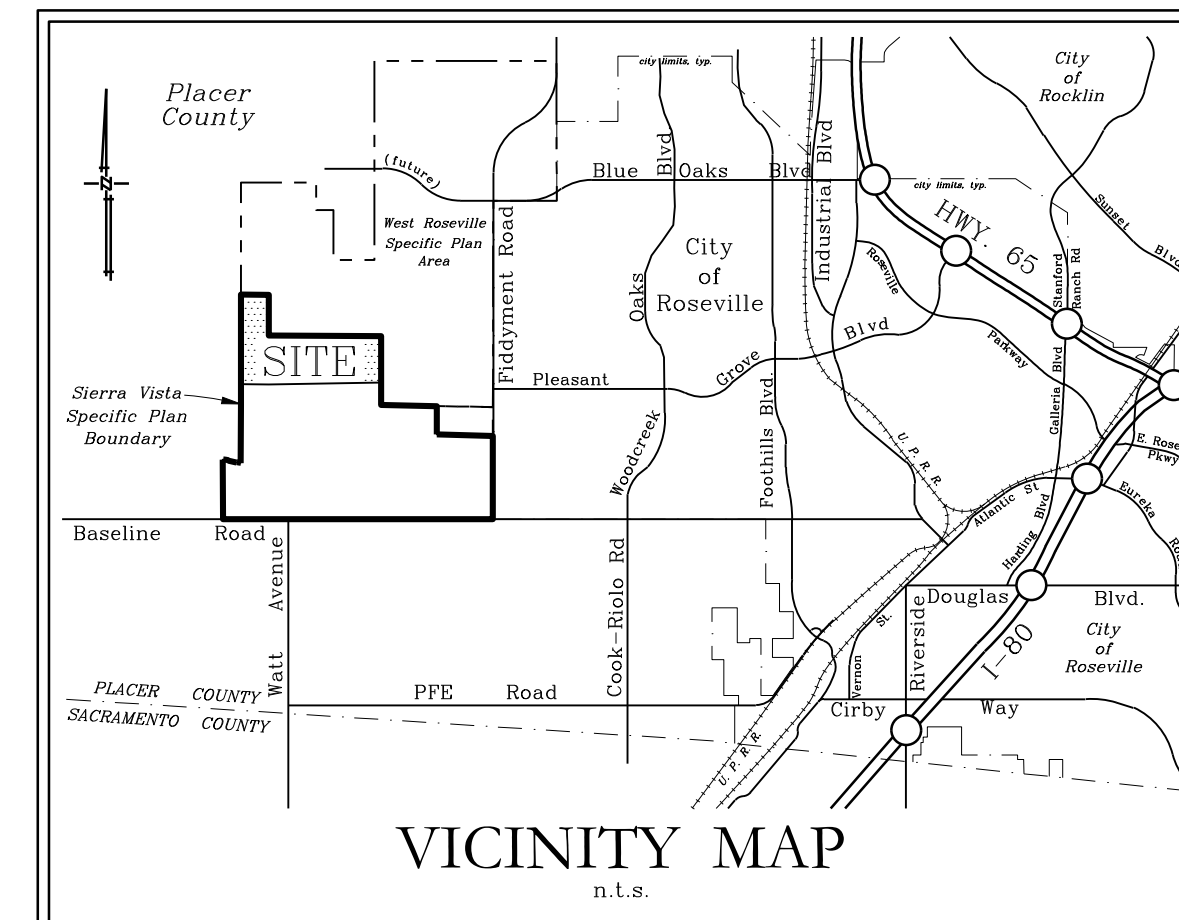 city limits, typ.
City
of
Rocklin
Placer
County
N
(future)
Blue Oaks Blvd
Oaks Blvd
Industrial Blvd
city limits, typ.
Sunset Blvd
HWY. 65
West Roseville
Specific Plan
Area
Fiddyment Road
City
of
Roseville
Roseville Parkway
Stanford
Ranch Rd
SITE
Pleasant Grove Blvd
Galleria Blvd
Sierra Vista
Specific Plan
Boundary
Woodcreek
Foothills Blvd.
U. P. R. R.
E. Rose
Pkwy
Atlantic St
Harding Blvd
Eureka
Baseline Road
Watt Avenue
Cook-Riolo Rd
Douglas Blvd.
Vernon St.
Riverside
I-80
City
of
Roseville
PLACER COUNTY
SACRAMENTO COUNTY
PFE Road
Cirby Way
U. P. R. R.
VICINITY MAP
n.t.s.